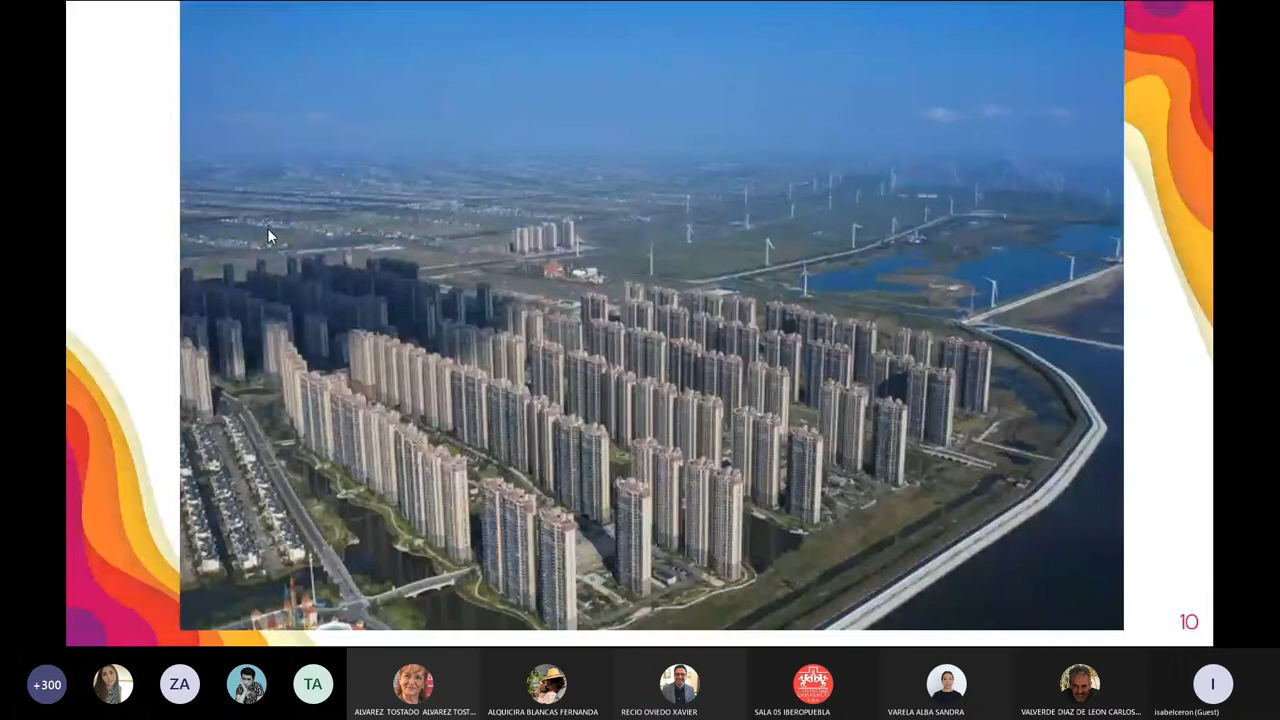 10
+300
ZA
TA
ALVAREZ TOSTADO ALVAREZ TOST...
ALQUICIRA BLANCAS FERNANDA
RECIO OVIEDO XAVIER
SALA 05 IBEROPUEBLA
VARELA ALBA SANDRA
VALVERDE DIAZ DE LEON CARLOS...
I
isabelceron (Guest)